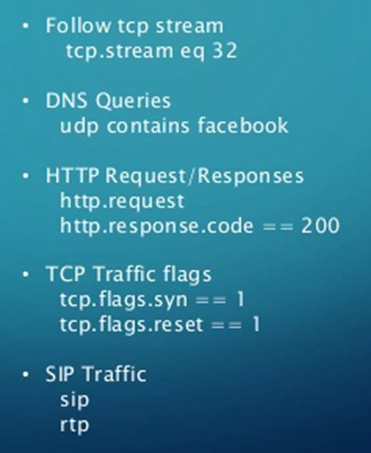 • Follow tcp stream
tcp.stream eq 32
• DNS Queries
udp contains facebook
• HTTP Request/Responses
http.request
http.response.code == 200
• TCP Traffic flags
tcp.flags.syn == 1
tcp.flags.reset == 1
• SIP Traffic
sip
rtp